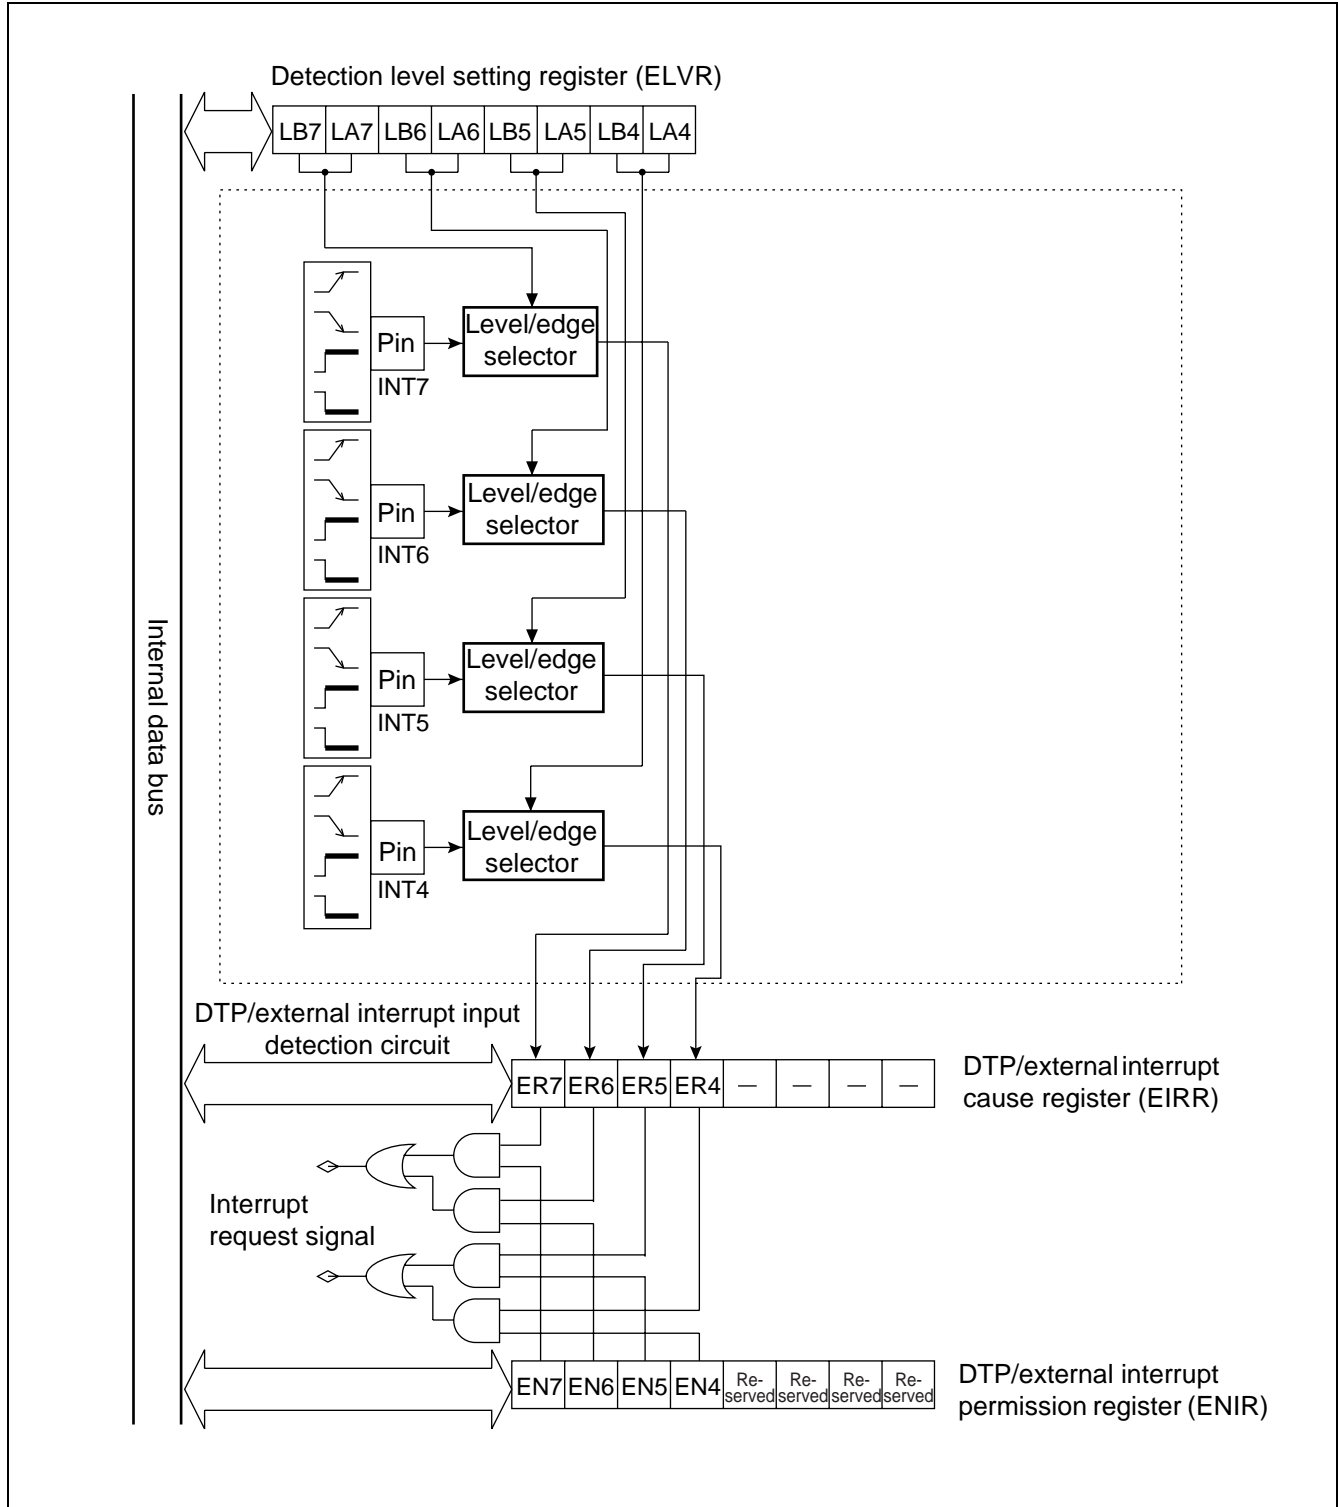 Detection level setting register (ELVR)
LB7 LA7 LB6 LA6 LB5 LA5 LB4 LA4
Level/edge
selector
Pin
INT7
Level/edge
selector
Pin
INT6
Level/edge
selector
Pin
INT5
Level/edge
selector
Pin
INT4
Internal data bus
DTP/external interrupt input
detection circuit
ER7 ER6 ER5 ER4 — — — —
DTP/external interrupt
cause register (EIRR)
Interrupt
request signal
EN7 EN6 EN5 EN4 Re- Re- Re- Re-
served served served served
DTP/external interrupt
permission register (ENIR)